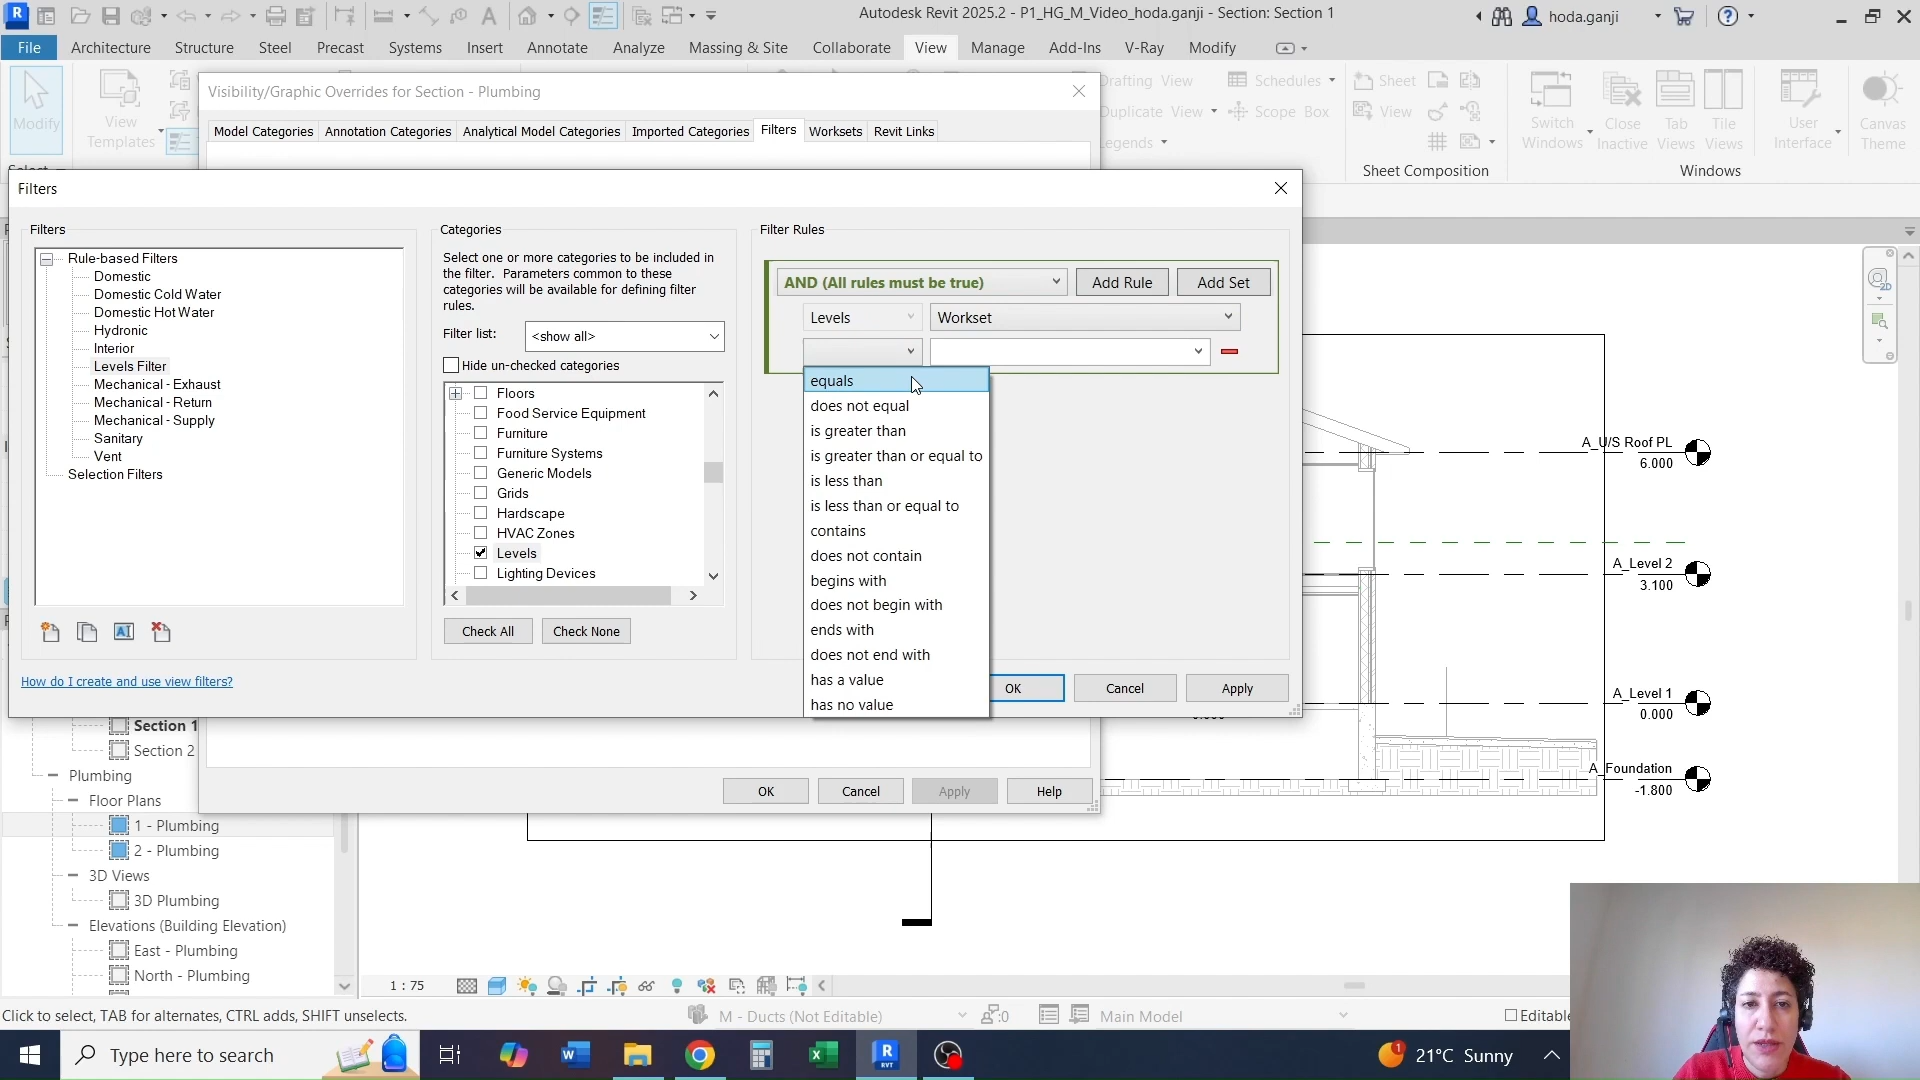 Autodesk Revit 2025.2 - P1_HG_M_Video_hoda.ganji - Section: Section 1
hoda.ganji
File Architecture Structure Steel Precast Systems Insert Annotate Analyze Massing & Site Collaborate View Manage Add-Ins V-Ray Modify
Modify
View
Templates
Drafting View
Duplicate View
Legends
Schedules
Scope Box
Sheet
View
Switch
Windows
Close
Inactive
Tab
Views
Tile
Views
User
Interface
Canvas
Theme
Sheet Composition
Windows
Visibility/Graphic Overrides for Section - Plumbing
Model Categories Annotation Categories Analytical Model Categories Imported Categories Filters Worksets Revit Links
Filters
Filters
Rule-based Filters
Domestic
Domestic Cold Water
Domestic Hot Water
Hydronic
Interior
Levels Filter
Mechanical - Exhaust
Mechanical - Return
Mechanical - Supply
Sanitary
Vent
Selection Filters
How do I create and use view filters?
Categories
Select one or more categories to be included in
the filter. Parameters common to these
categories will be available for defining filter
rules.
Filter list: <show all>
Hide un-checked categories
Floors
Food Service Equipment
Furniture
Furniture Systems
Generic Models
Grids
Hardscape
HVAC Zones
Levels
Lighting Devices
Check All Check None
Filter Rules
AND (All rules must be true) Add Rule Add Set
Levels Workset
equals
does not equal
is greater than
is greater than or equal to
is less than
is less than or equal to
contains
does not contain
begins with
does not begin with
ends with
does not end with
has a value
has no value
OK Cancel Apply
OK Cancel Apply Help
A_U/S Roof PL
6.000
A_Level 2
3.100
A_Level 1
0.000
A_Foundation
-1.800
Section 1
Section 2
Plumbing
Floor Plans
1 - Plumbing
2 - Plumbing
3D Views
3D Plumbing
Elevations (Building Elevation)
East - Plumbing
North - Plumbing
1 : 75
Click to select, TAB for alternates, CTRL adds, SHIFT unselects.
M - Ducts (Not Editable)
:0
Main Model
Editable
Type here to search
21°C Sunny